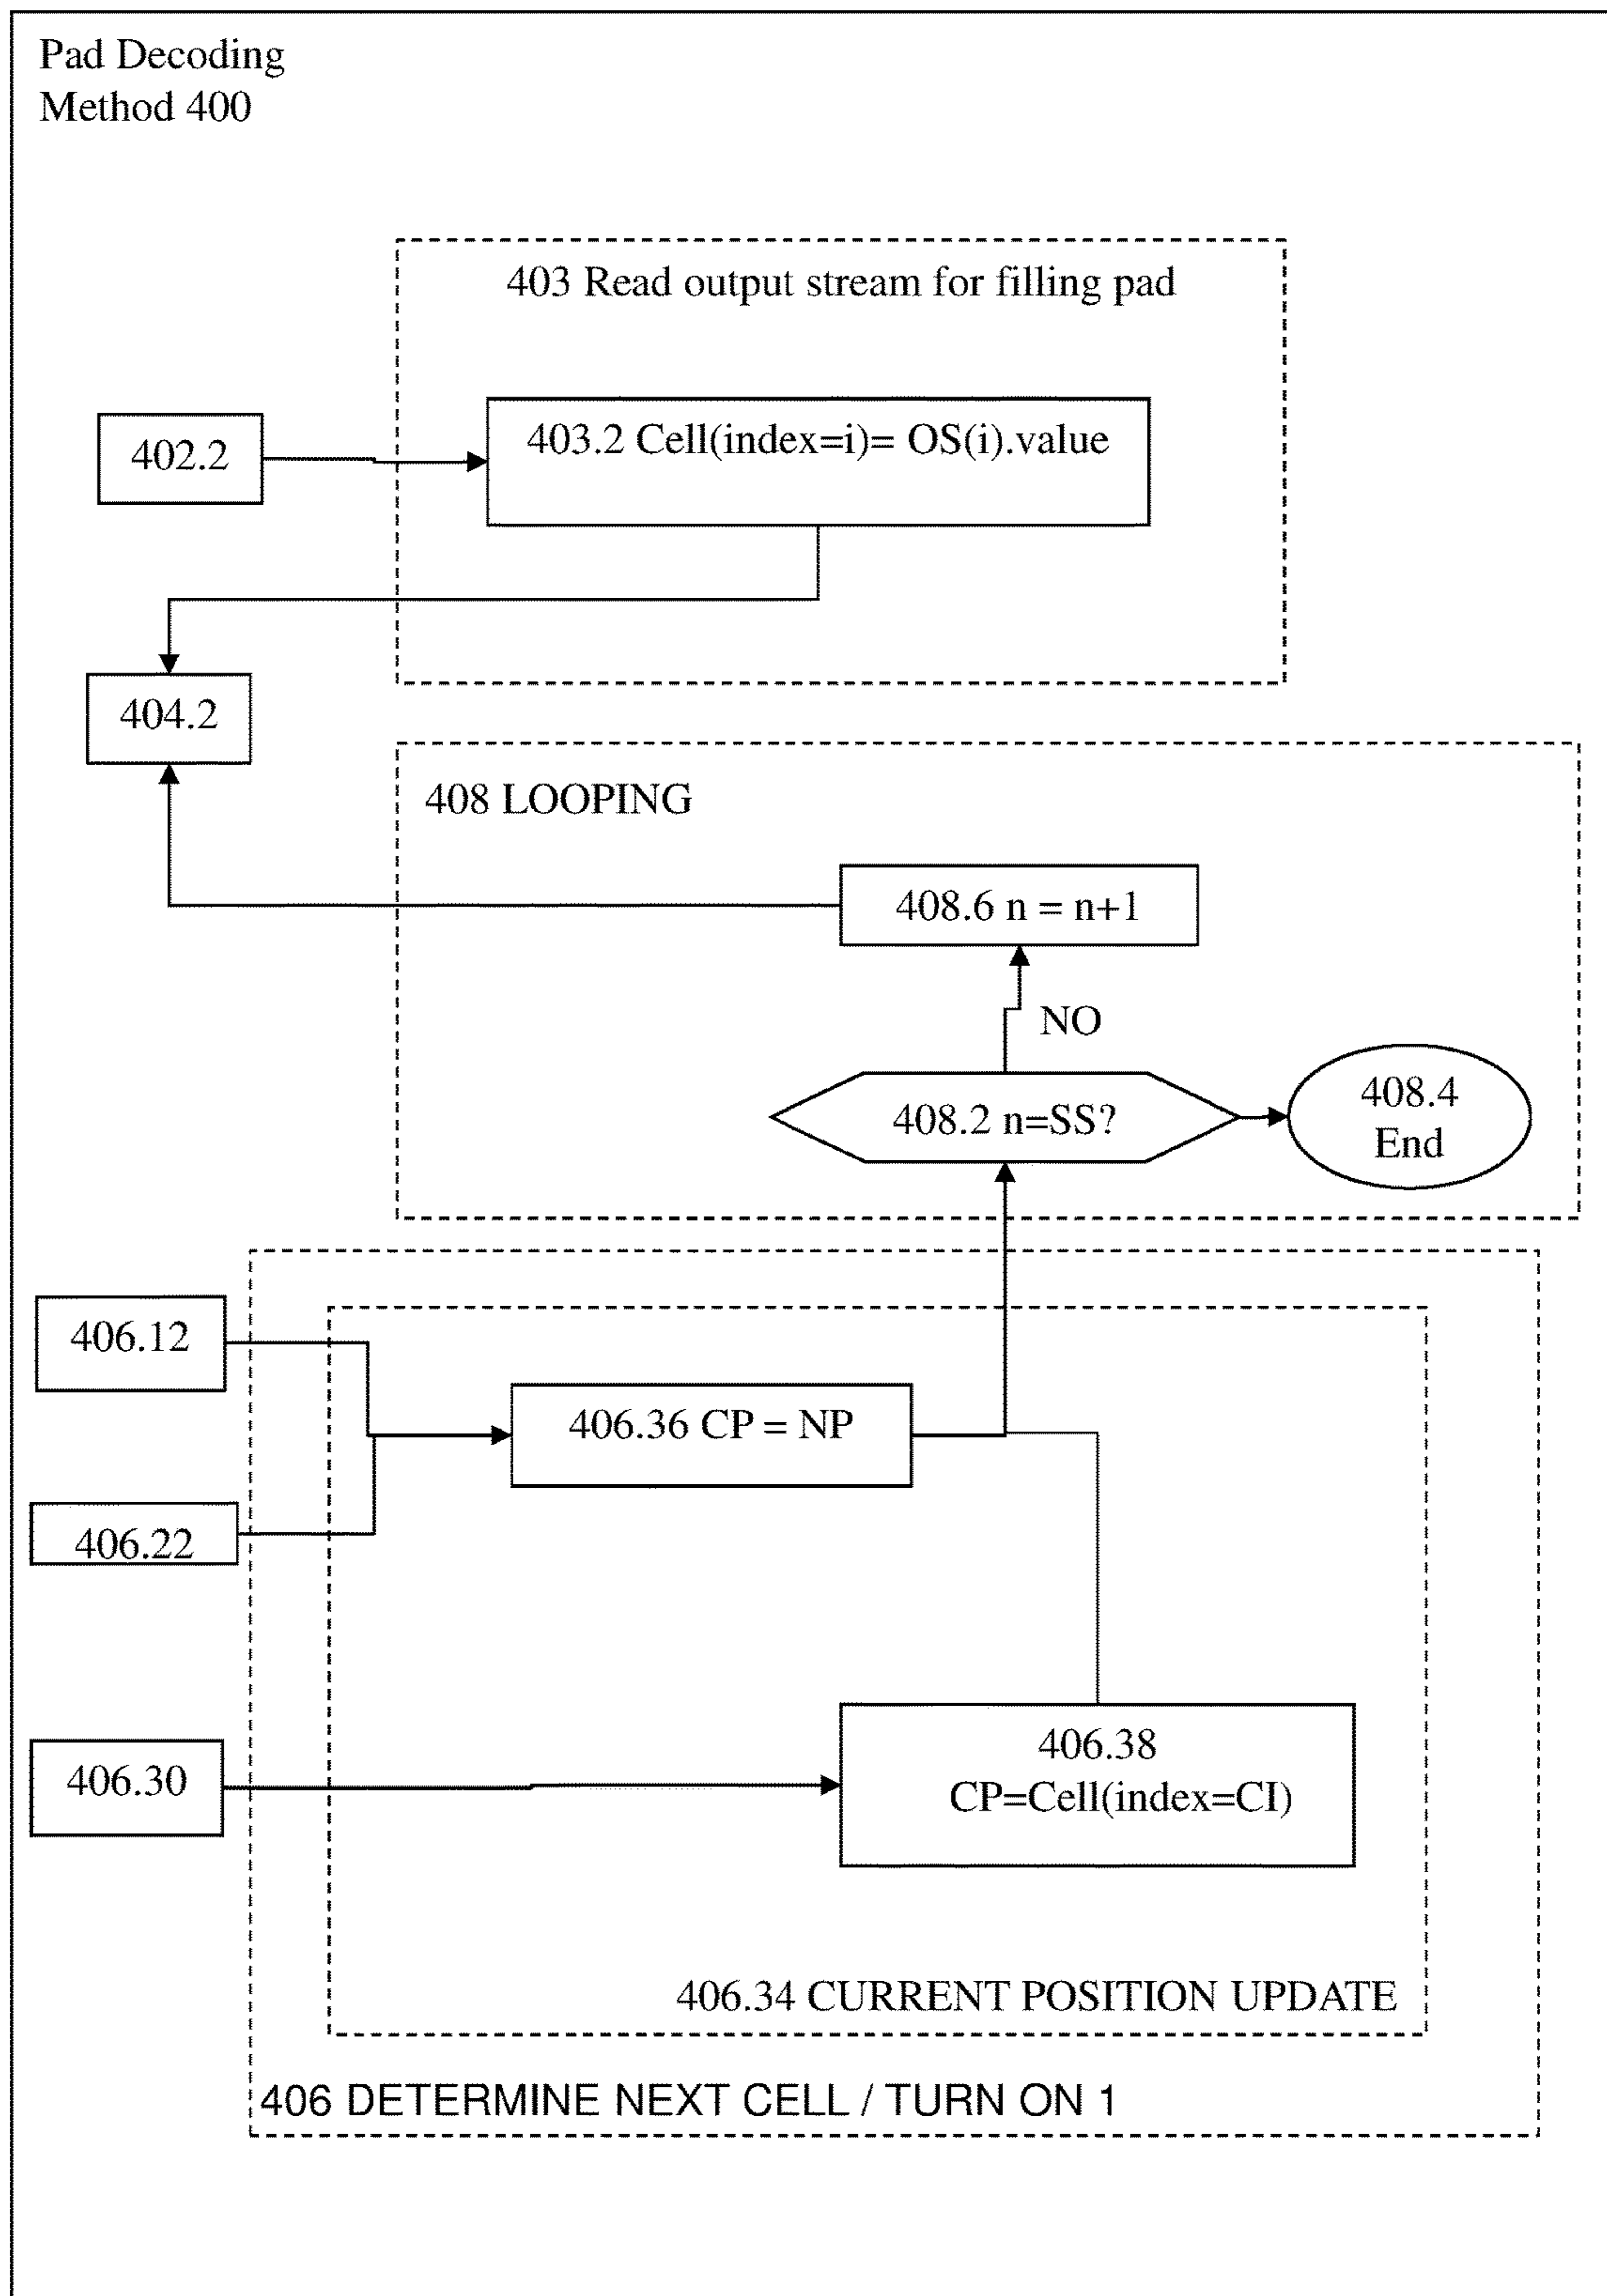 Pad Decoding
Method 400
403 Read output stream for filling pad
402.2
403.2 Cell(index=i)= OS(i).value
404.2
408 LOOPING
408.6 n = n+1
NO
408.2 n=SS?
408.4
End
406.12
406.36 CP = NP
406.22
406.30
406.38
CP=Cell(index=CI)
406.34 CURRENT POSITION UPDATE
406 DETERMINE NEXT CELL / TURN ON 1